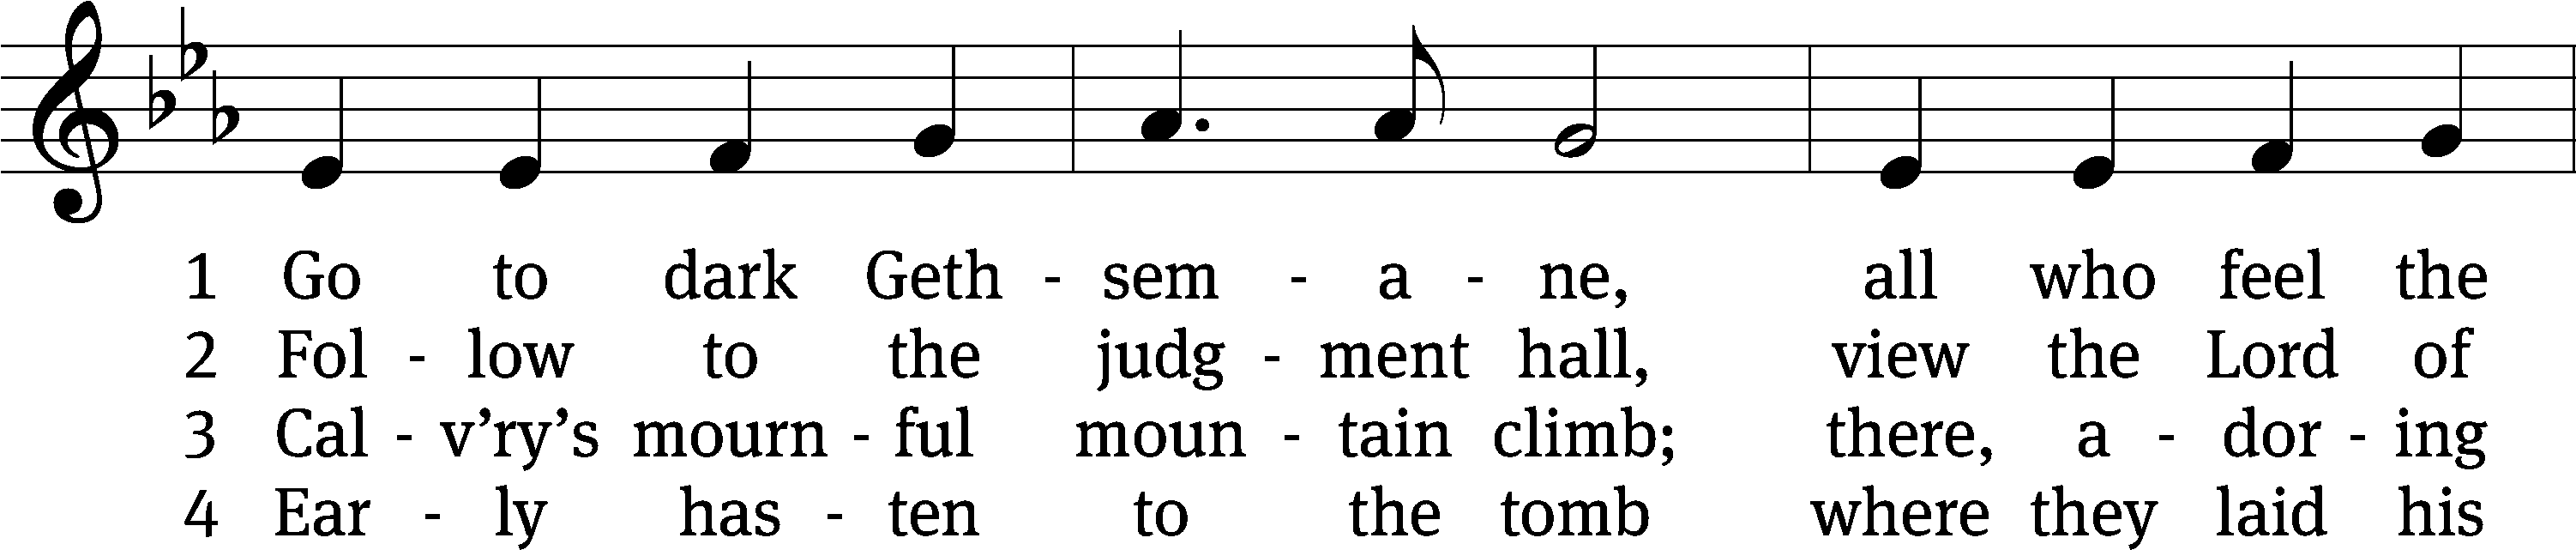 1 Go to dark Geth - sem - a - ne, all who feel the
2 Fol - low to the judg - ment hall, view the Lord of
3 Cal - v’ry’s mourn - ful moun - tain climb; there, a - dor - ing
4 Ear - ly has - ten to the tomb where they laid his